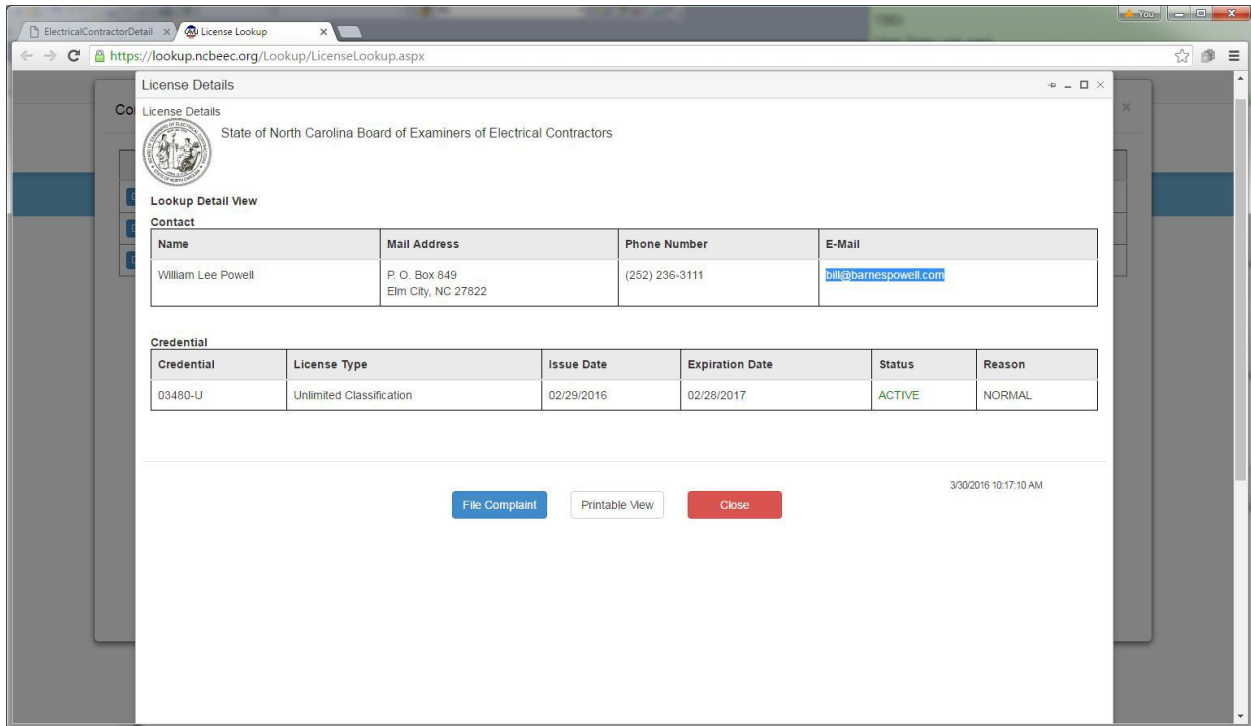 You
ElectricalContractorDetail
License Lookup
https://lookup.ncbeec.org/Lookup/LicenseLookup.aspx
License Details
License Details
State of North Carolina Board of Examiners of Electrical Contractors
Lookup Detail View
Contact
Name Mail Address Phone Number E-Mail
William Lee Powell P. O. Box 849 (252) 236-3111 bill@barnespowell.com
Elm City, NC 27822
Credential
Credential License Type Issue Date Expiration Date Status Reason
03480-U Unlimited Classification 02/29/2016 02/28/2017 ACTIVE NORMAL
3/30/2016 10:17:10 AM
File Complaint Printable View Close